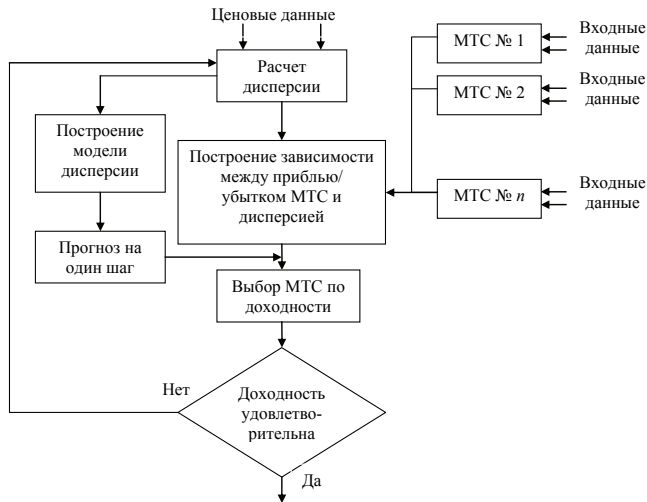 Ценовые данные
Расчет
дисперсии
МТС № 1
Входные
данные
МТС № 2
Входные
данные
Построение
модели
дисперсии
Построение зависимости
между приблью/
убытком МТС и
дисперсией
МТС № n
Входные
данные
Прогноз на
один шаг
Выбор МТС по
доходности
Нет
Доходность
удовлетво-
рительна
Да